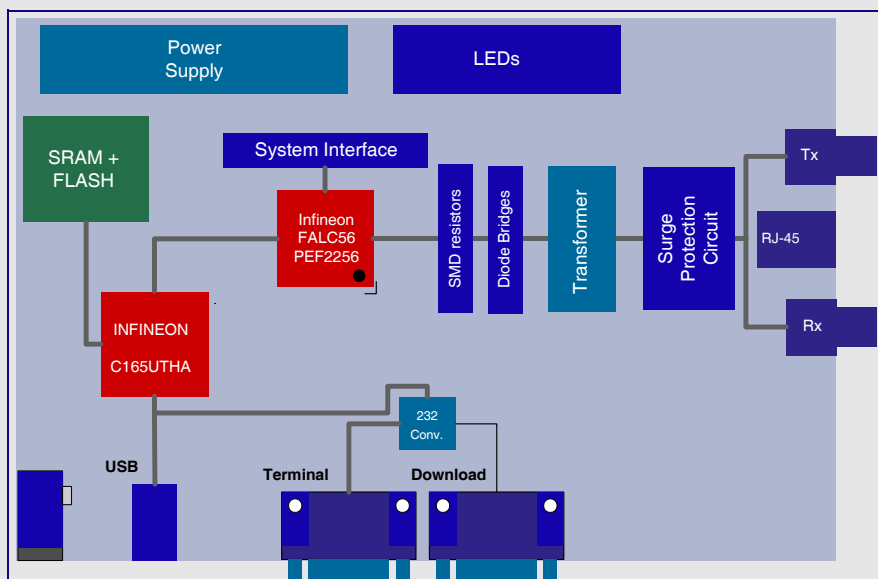 Power
Supply
LEDs
SRAM +
FLASH
System Interface
Infineon
FALC56
PEF2256
SMD resistors
Diode Bridges
Transformer
Surge
Protection
Circuit
Tx
RJ-45
Rx
INFINEON
C165UTHA
232
Conv.
USB
Terminal
Download